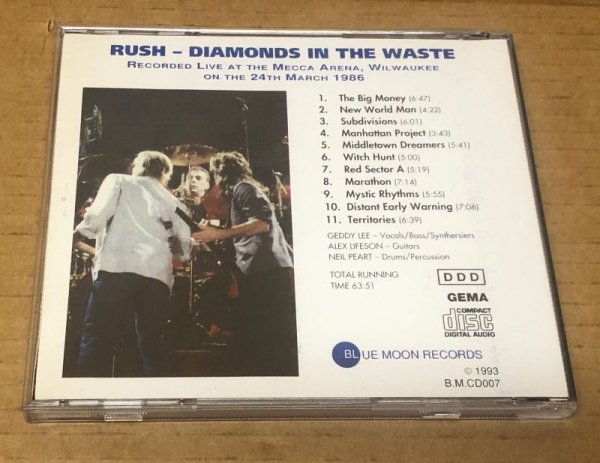 RUSH – DIAMONDS IN THE WASTE
RECORDED LIVE AT THE MECCA ARENA, WILWAUKEE
ON THE 24TH MARCH 1986
1. The Big Money (6:47)
2. New World Man (4:22)
3. Subdivisions (6:01)
4. Manhattan Project (3:43)
5. Middletown Dreamers (5:41)
6. Witch Hunt (5:00)
7. Red Sector A (5:19)
8. Marathon (7:14)
9. Mystic Rhythms (5:55)
10. Distant Early Warning (7:06)
11. Territories (6:39)
GEDDY LEE – Vocals/Bass/Synthersiers
ALEX LIFESON – Guitars
NEIL PEART – Drums/Percussion
TOTAL RUNNING
TIME 63:51
DDD
GEMA
COMPACT
disc
DIGITAL AUDIO
BLUE MOON RECORDS
© 1993
B.M.CD007